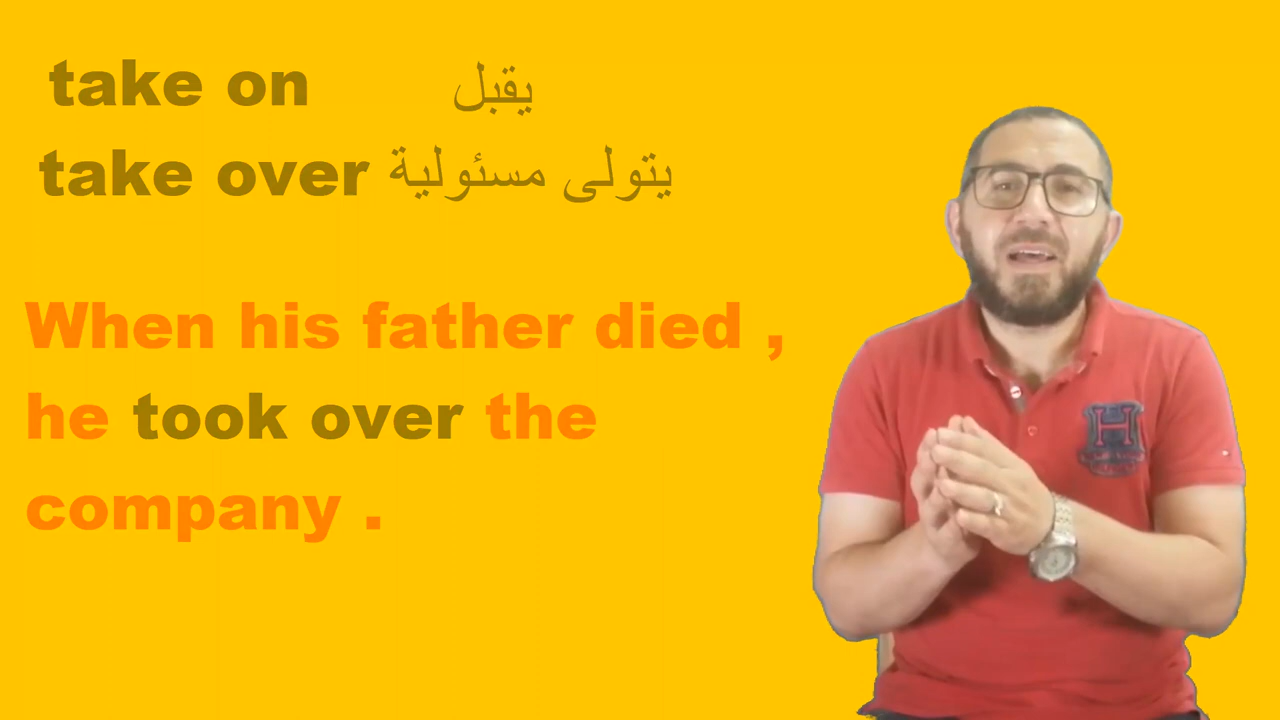 take on يقبل
take over يتولى مسئولية
When his father died ,
he took over the
company .
H